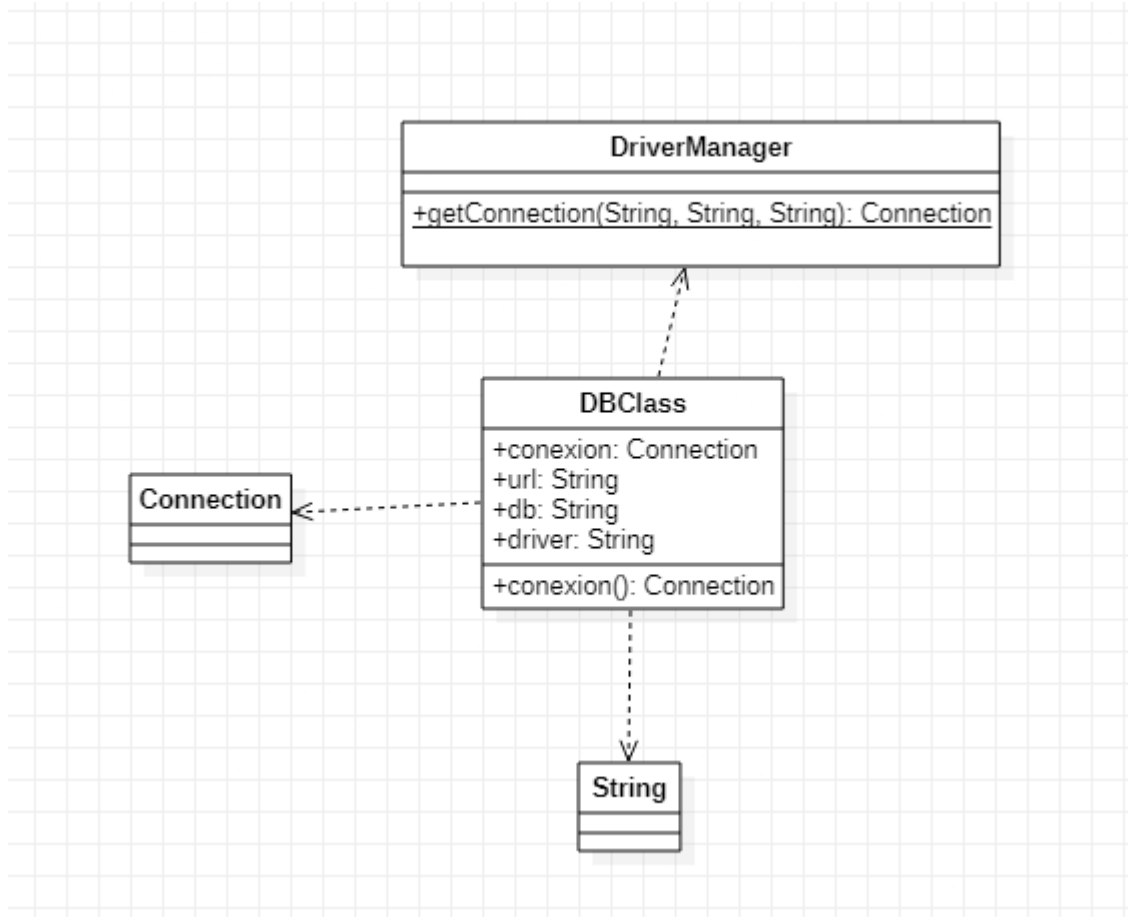 DriverManager
+getConnection(String, String, String): Connection
DBClass
+conexion: Connection
+url: String
+db: String
+driver: String
+conexion(): Connection
Connection
String